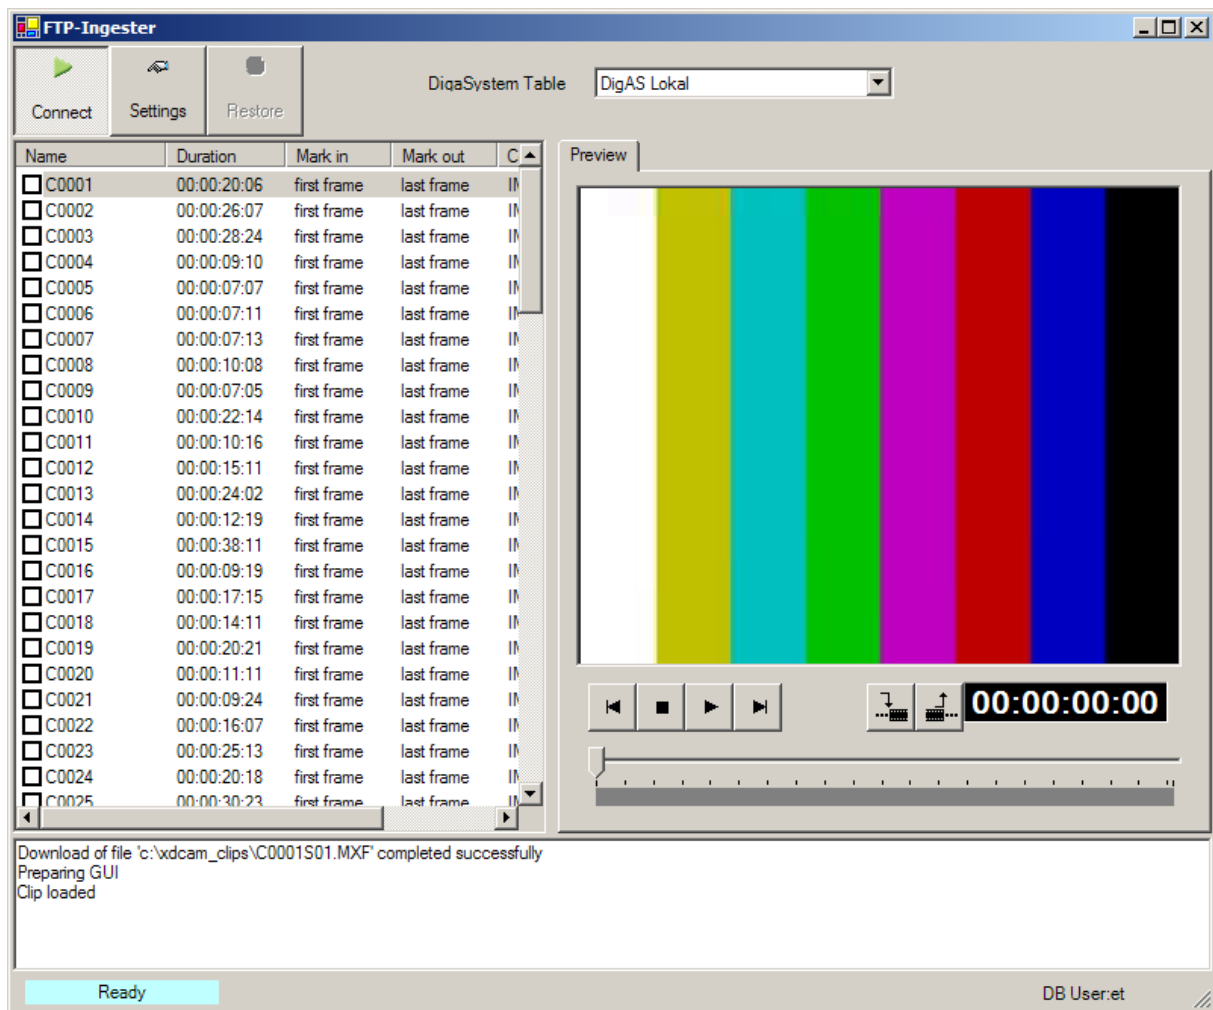 FTP-Ingester
Connect Settings Restore
DigaSystem Table DigAS Lokal
Name Duration Mark in Mark out C
Preview
C0001 00:00:20:06 first frame last frame
C0002 00:00:26:07 first frame last frame
C0003 00:00:28:24 first frame last frame
C0004 00:00:09:10 first frame last frame
C0005 00:00:07:07 first frame last frame
C0006 00:00:07:11 first frame last frame
C0007 00:00:07:13 first frame last frame
C0008 00:00:10:08 first frame last frame
C0009 00:00:07:05 first frame last frame
C0010 00:00:22:14 first frame last frame
C0011 00:00:10:16 first frame last frame
C0012 00:00:15:11 first frame last frame
C0013 00:00:24:02 first frame last frame
C0014 00:00:12:19 first frame last frame
C0015 00:00:38:11 first frame last frame
C0016 00:00:09:19 first frame last frame
C0017 00:00:17:15 first frame last frame
C0018 00:00:14:11 first frame last frame
C0019 00:00:20:21 first frame last frame
C0020 00:00:11:11 first frame last frame
C0021 00:00:09:24 first frame last frame
C0022 00:00:16:07 first frame last frame
C0023 00:00:25:13 first frame last frame
C0024 00:00:20:18 first frame last frame
C0025 00:00:30:23 first frame last frame
00:00:00:00
Download of file 'c:\xdcam_clips\C0001S01.MXF' completed successfully
Preparing GUI
Clip loaded
Ready
DB User:et